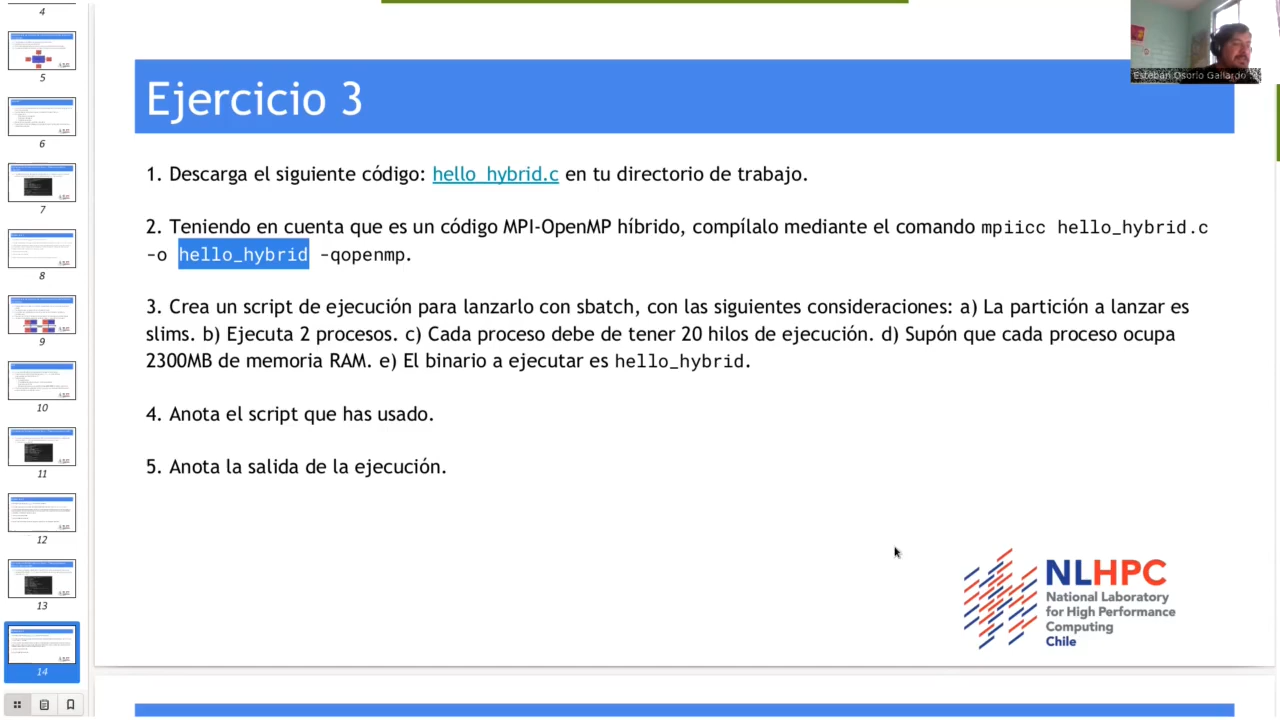 4
5
6
7
8
9
10
11
12
13
14
Ejercicio 3
1. Descarga el siguiente código: hello_hybrid.c en tu directorio de trabajo.
2. Teniendo en cuenta que es un código MPI-OpenMP híbrido, compílalo mediante el comando mpiicc hello_hybrid.c
-o hello_hybrid -qopenmp.
3. Crea un script de ejecución para lanzarlo con sbatch, con las siguientes consideraciones: a) La partición a lanzar es
slims. b) Ejecuta 2 procesos. c) Cada proceso debe de tener 20 hilos de ejecución. d) Supón que cada proceso ocupa
2300MB de memoria RAM. e) El binario a ejecutar es hello_hybrid.
4. Anota el script que has usado.
5. Anota la salida de la ejecución.
NLHPC
National Laboratory
for High Performance
Computing
Chile
Esteban Osorio Gallardo